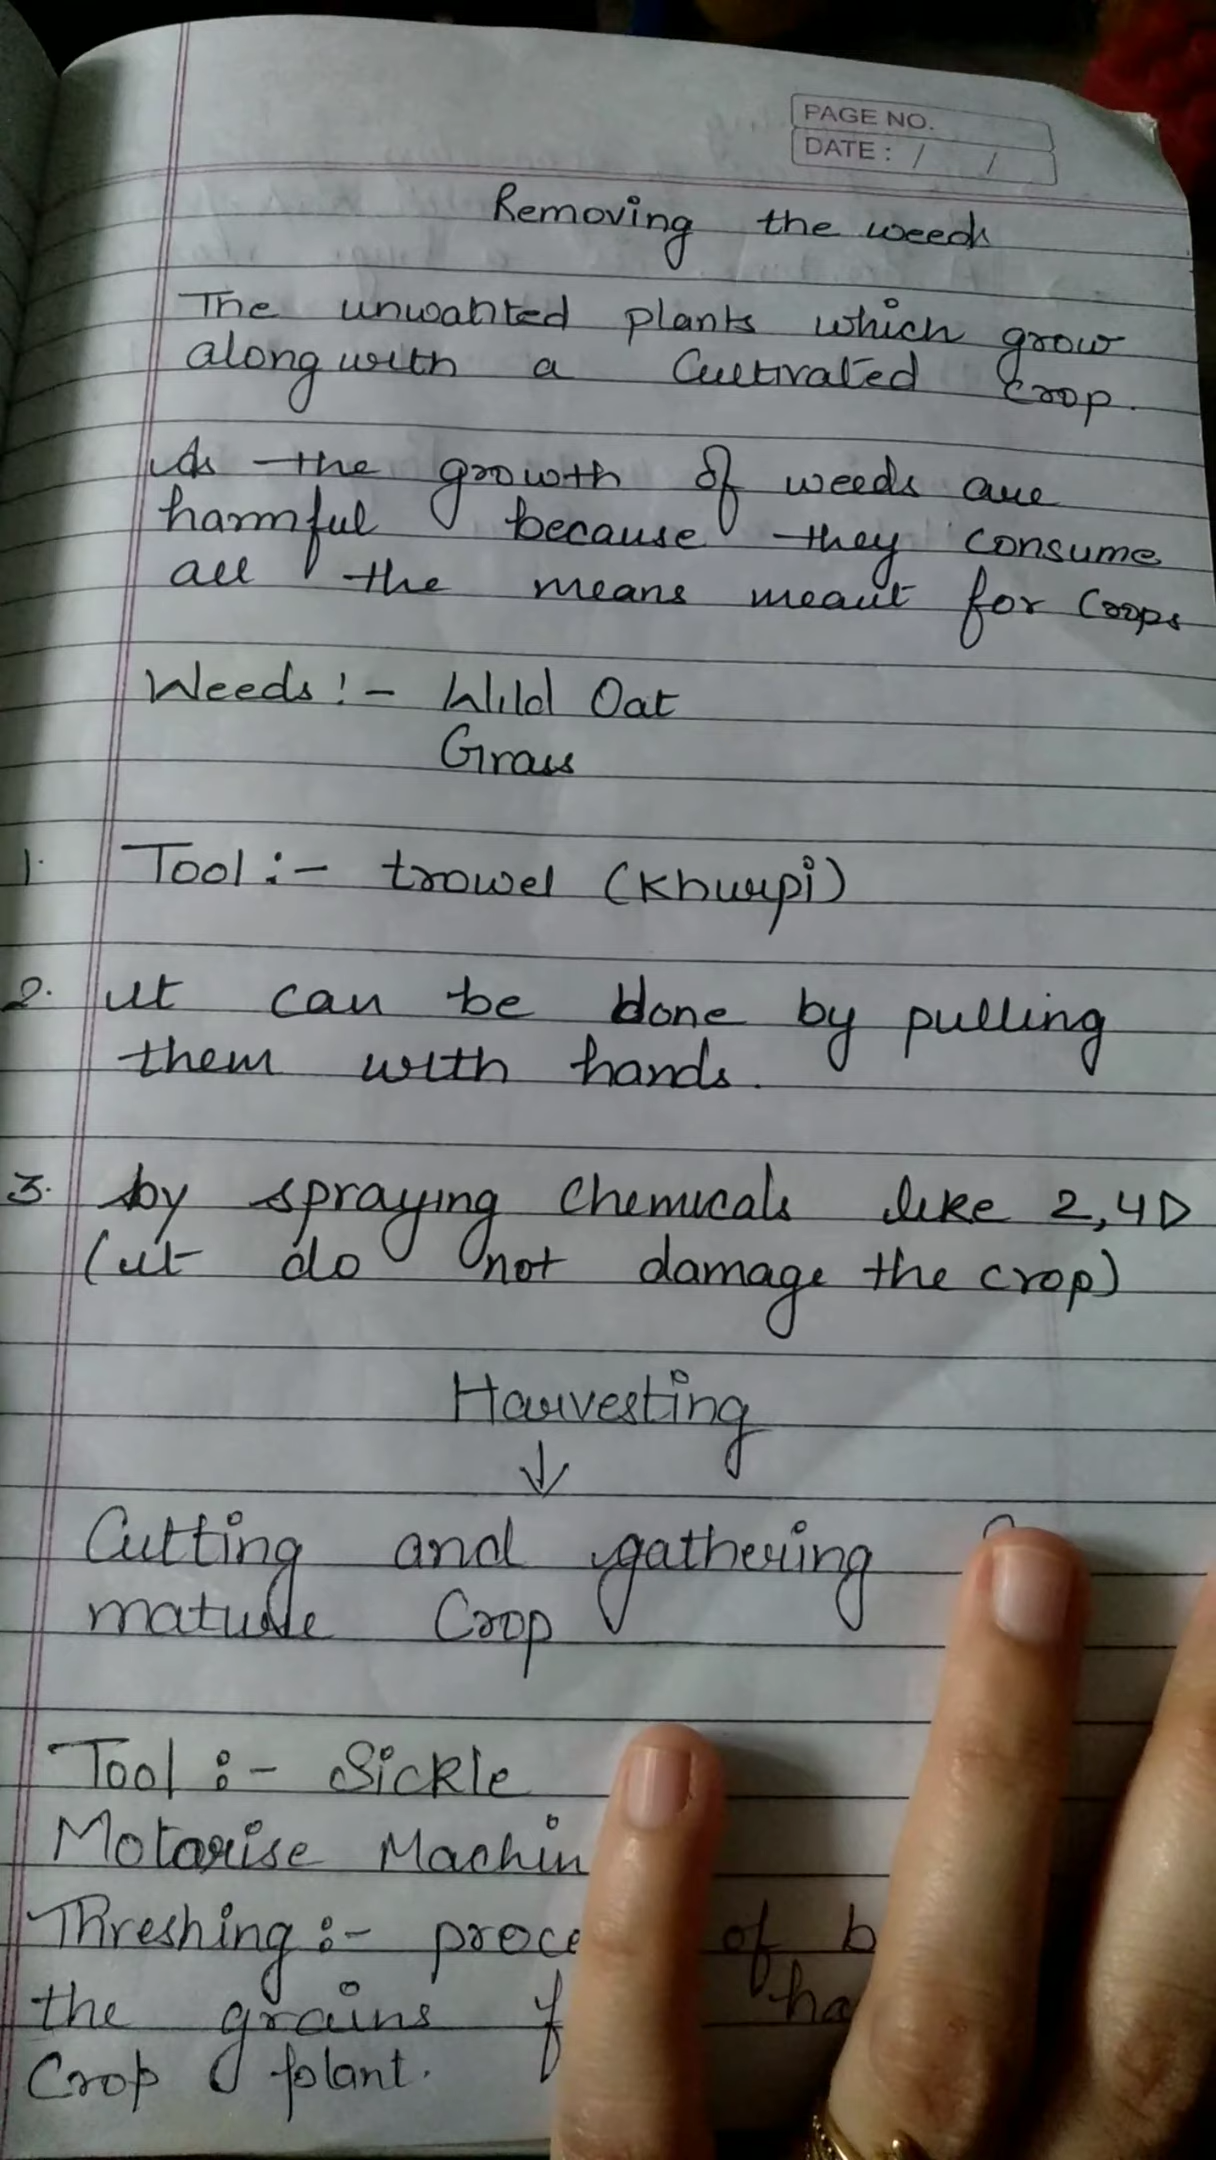 PAGE NO.
DATE : / /
Removing the weeds
The unwanted plants which grow
along with a Cultivated crop.
As the growth of weeds are
harmful because they consume
all the means meant for Crops
Weeds :- Wild Oat
Grass
1. Tool :- trowel (Khurpi)
2. it can be done by pulling
them with hands.
3. by spraying Chemicals like 2,4D
(it do not damage the crop)
Harvesting
↓
Cutting and gathering
mature Crop
Tool :- Sickle
Motorise Machin
Threshing :- proce of b
the grains f ha
Crop plant.